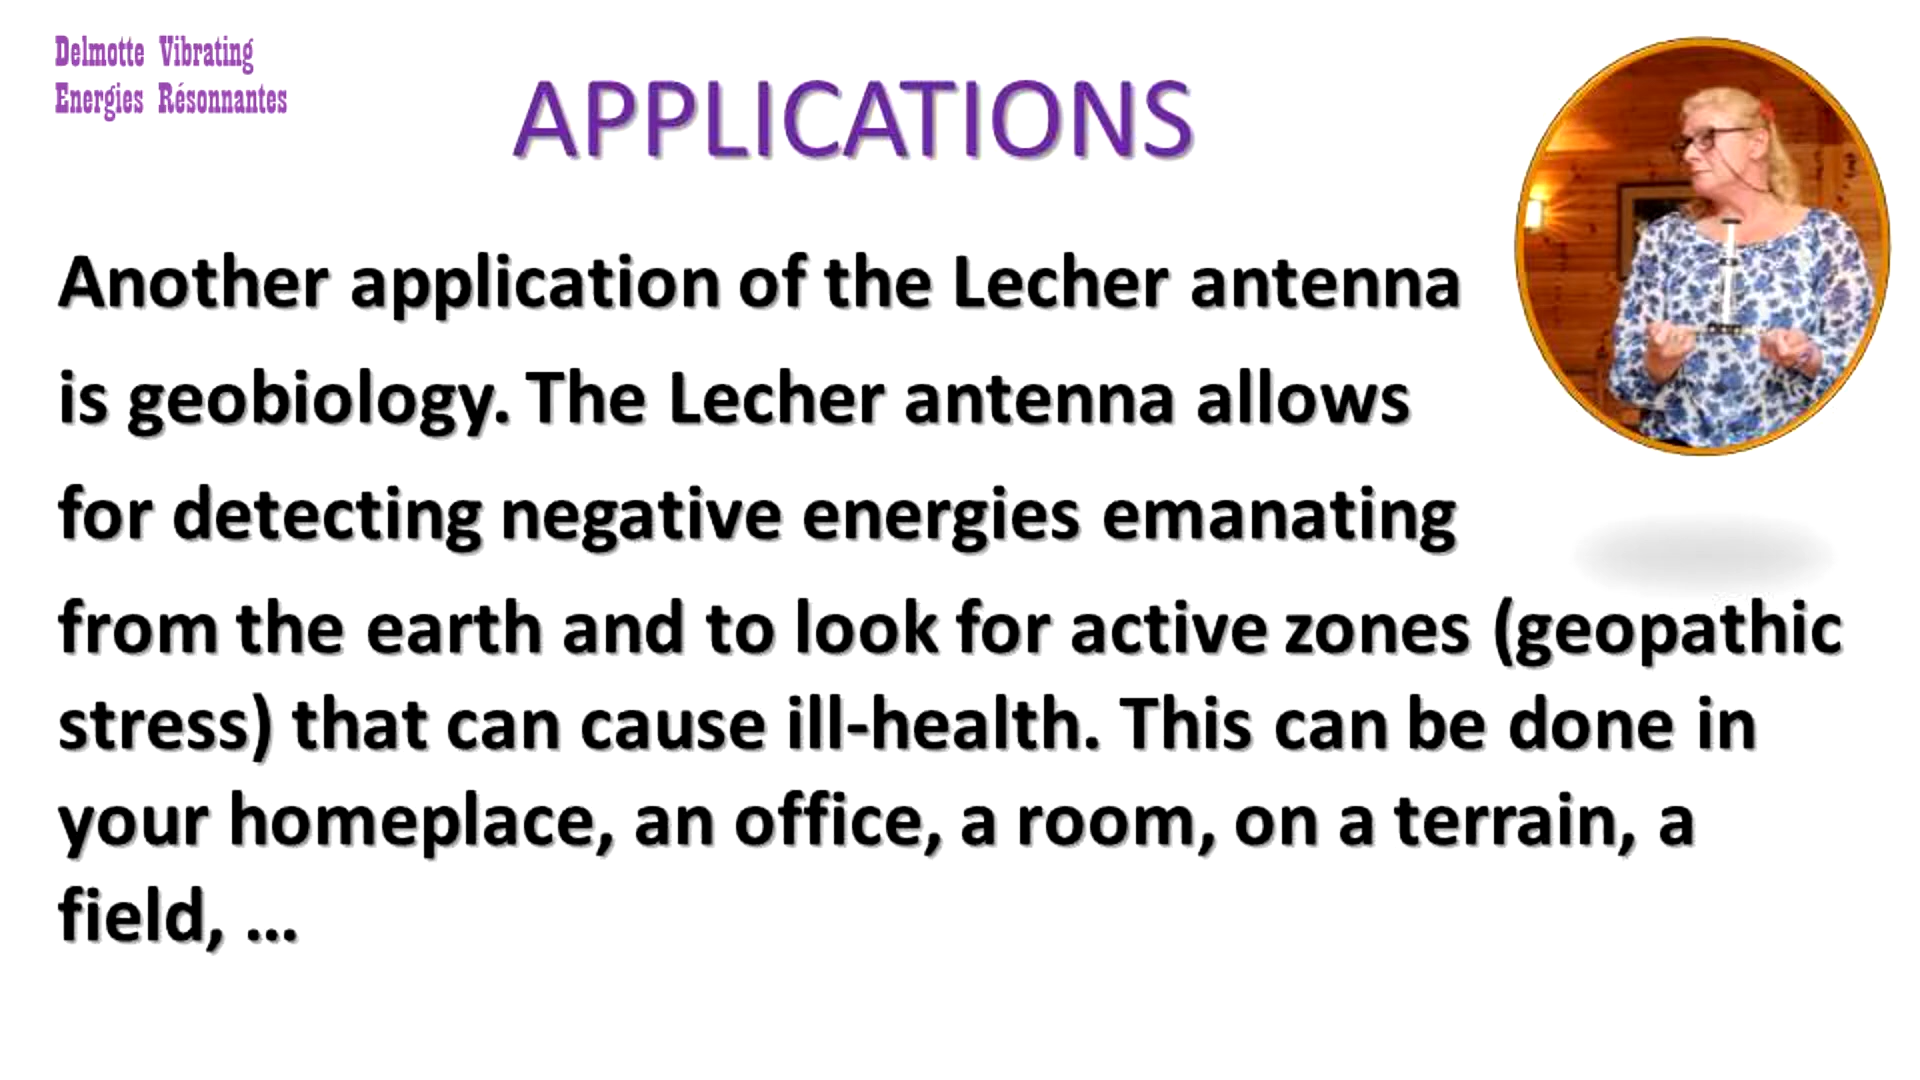 Delmotte Vibrating
Energies Résonnantes
APPLICATIONS
Another application of the Lecher antenna
is geobiology. The Lecher antenna allows
for detecting negative energies emanating
from the earth and to look for active zones (geopathic
stress) that can cause ill-health. This can be done in
your homeplace, an office, a room, on a terrain, a
field, ...